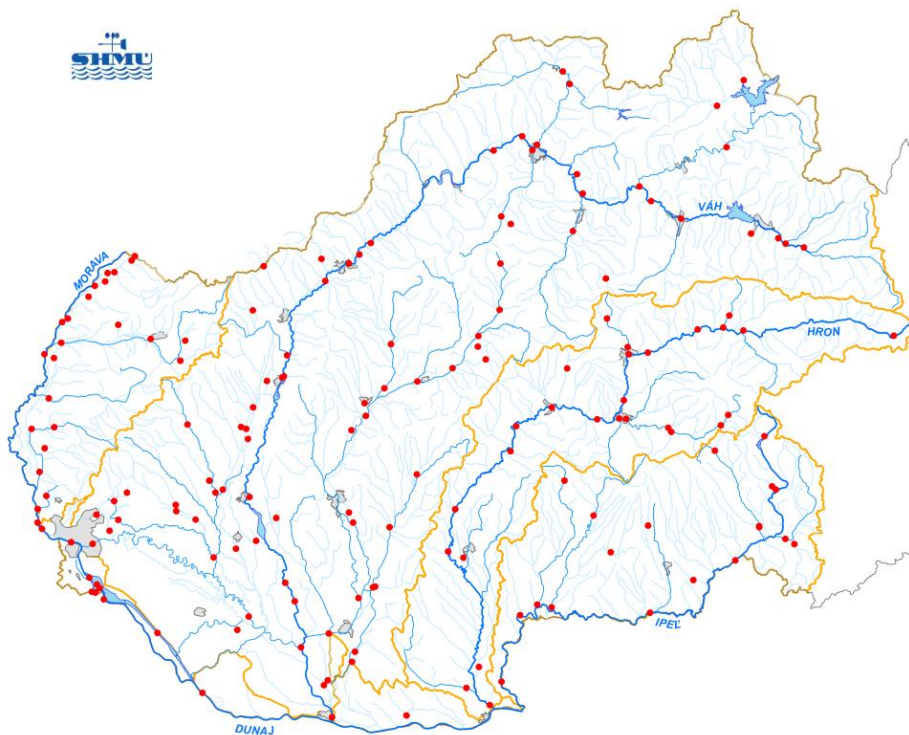 SHMÚ
VÁH
MORAVA
HRON
IPEĽ
DUNAJ